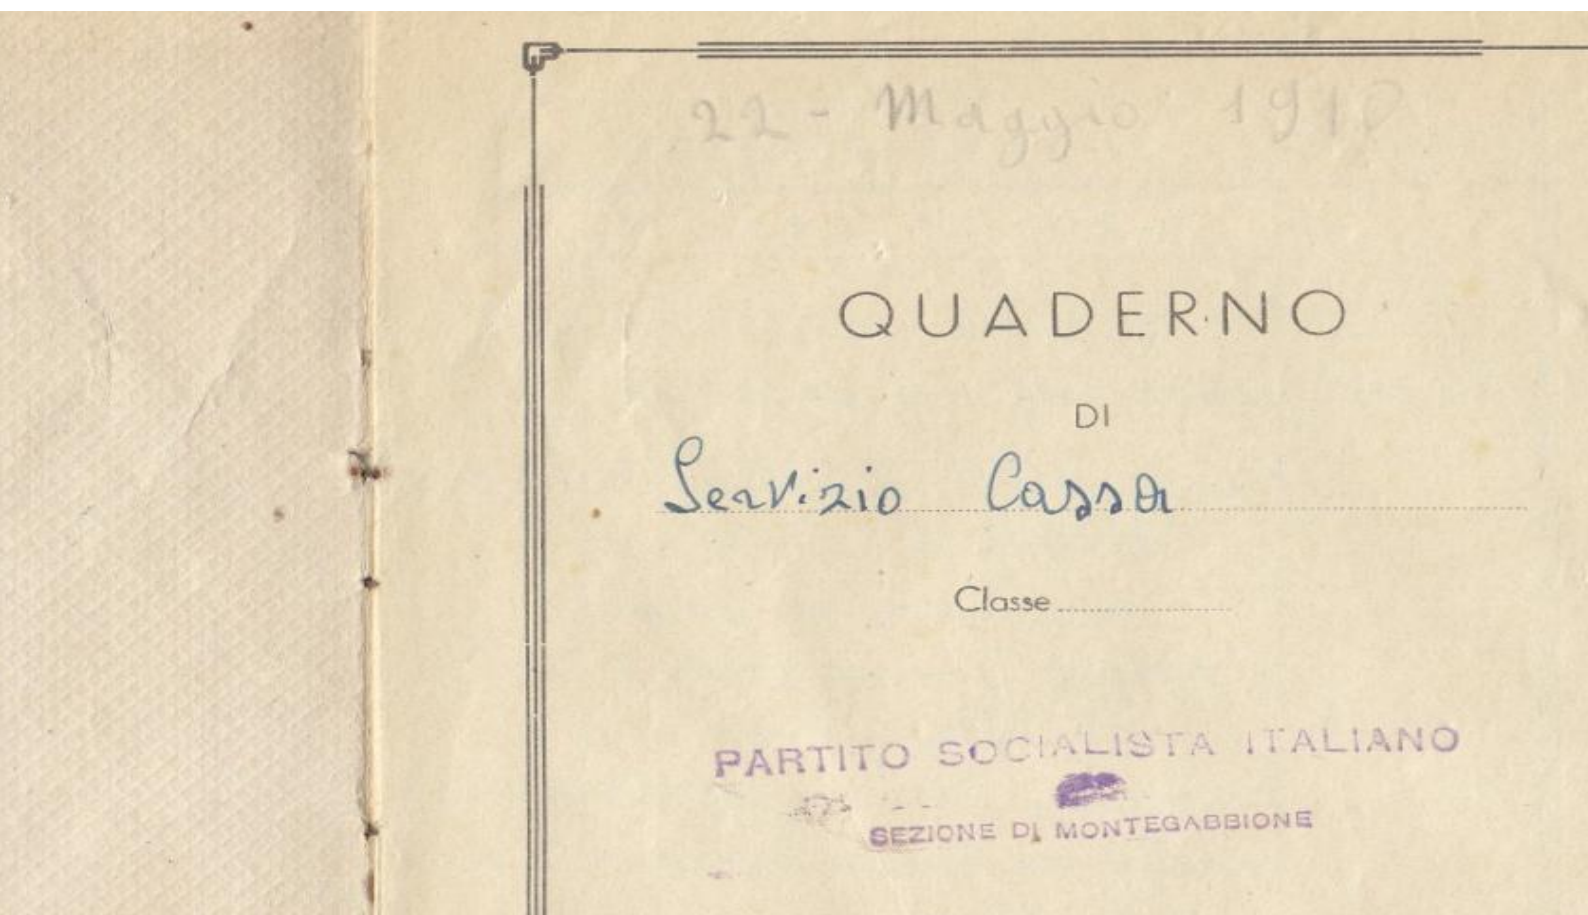 22 - Maggio
QUADERNO
DI
Servizio Cassa
Classe
PARTITO SOCIALISTA ITALIANO
SEZIONE DI MONTEGABBIONE